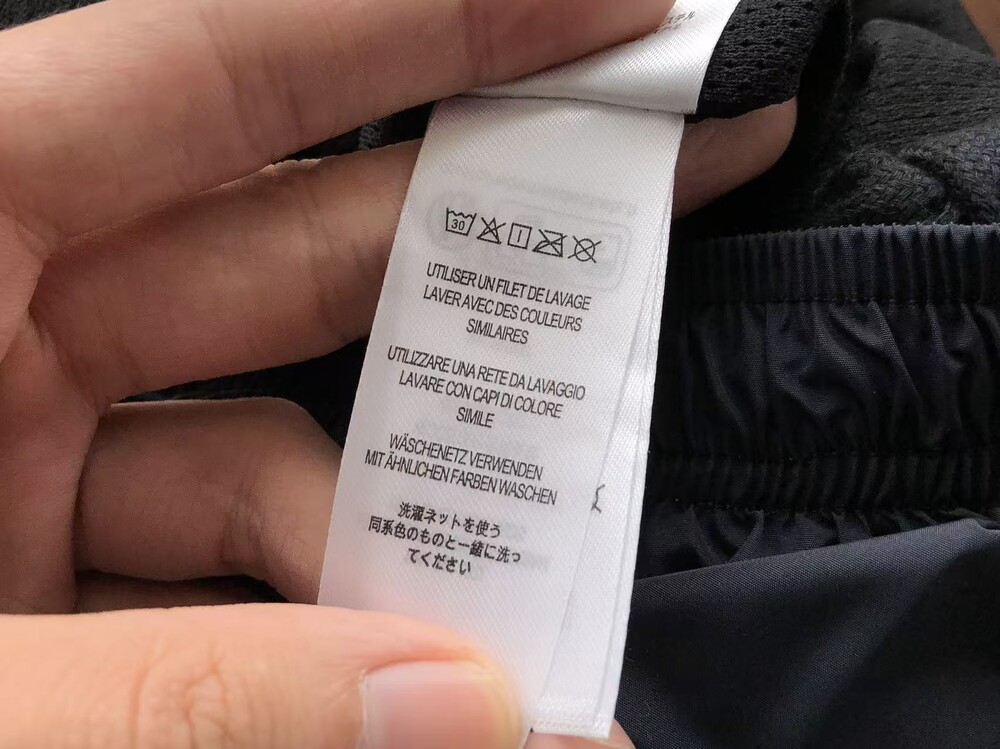 30
UTILISER UN FILET DE LAVAGE
LAVER AVEC DES COULEURS
SIMILAIRES
UTILIZZARE UNA RETE DA LAVAGGIO
LAVARE CON CAPI DI COLORE
SIMILE
WÄSCHENETZ VERWENDEN
MIT ÄHNLICHEN FARBEN WASCHEN
洗濯ネットを使う
同系色のものと一緒に洗っ
てください